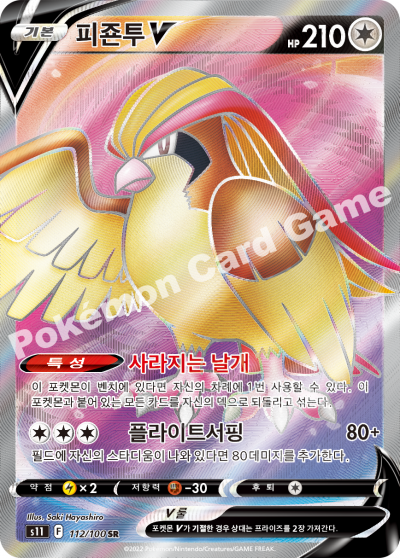 기본 피죤투V HP 210
Pokémon Card Game
특성 사라지는 날개
이 포켓몬이 벤치에 있다면 자신의 차례에 1번 사용할 수 있다. 이
포켓몬과 붙어 있는 모든 카드를 자신의 덱으로 되돌리고 섞는다.
플라이트서핑 80+
필드에 자신의 스타디움이 나와 있다면 80데미지를 추가한다.
약점 ×2 저항력 -30 후퇴
Illus. Saki Hayashiro
V룰
s11 F 112/100 SR
포켓몬 V가 기절한 경우 상대는 프라이즈를 2장 가져간다.
©2022 Pokémon/Nintendo/Creatures/GAME FREAK.